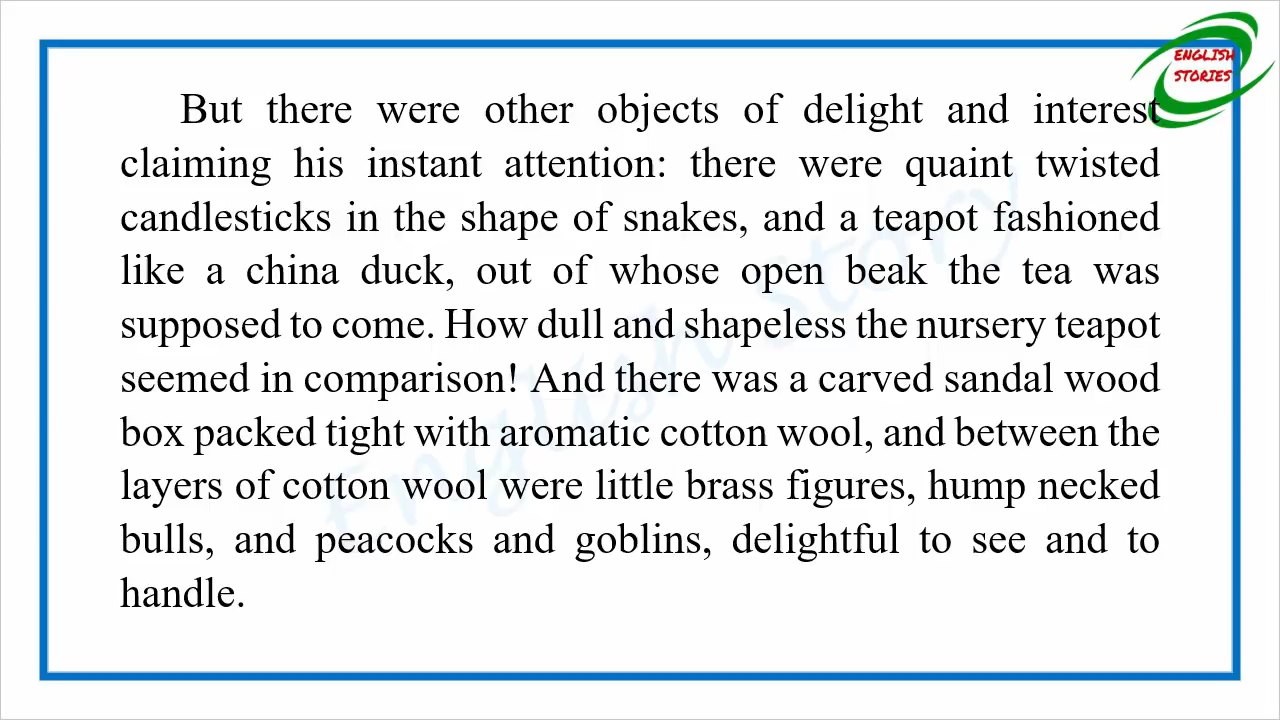 ENGLISH
STORIES
But there were other objects of delight and interest
claiming his instant attention: there were quaint twisted
candlesticks in the shape of snakes, and a teapot fashioned
like a china duck, out of whose open beak the tea was
supposed to come. How dull and shapeless the nursery teapot
seemed in comparison! And there was a carved sandal wood
box packed tight with aromatic cotton wool, and between the
layers of cotton wool were little brass figures, hump necked
bulls, and peacocks and goblins, delightful to see and to
handle.
English Story